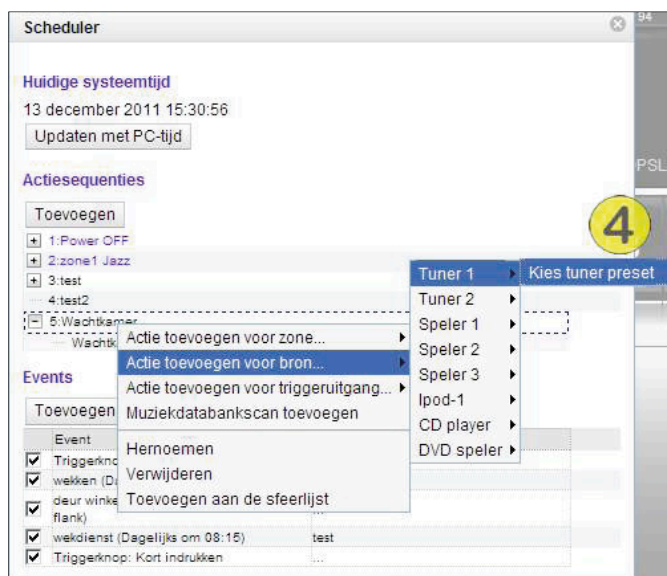 Scheduler
94
Huidige systeemtijd
13 december 2011 15:30:56
Updaten met PC-tijd
PSL
Actiesequenties
Toevoegen
4
1:Power OFF
2:zone1 Jazz
3:test
4:test2
5:Wachtkamer
Actie toevoegen voor zone...
Actie toevoegen voor bron...
Actie toevoegen voor triggeruitgang...
Muziekdatabankscan toevoegen
Hernoemen
Verwijderen
Toevoegen aan de sfeerlijst
Tuner 1
Kies tuner preset
Tuner 2
Speler 1
Speler 2
Speler 3
Ipod-1
CD player
DVD speler
Events
Toevoegen
Event
wekken
deur
flank)
...
wekdienst (Dagelijks om 08:15) test
Triggerknop: Kort indrukken ...